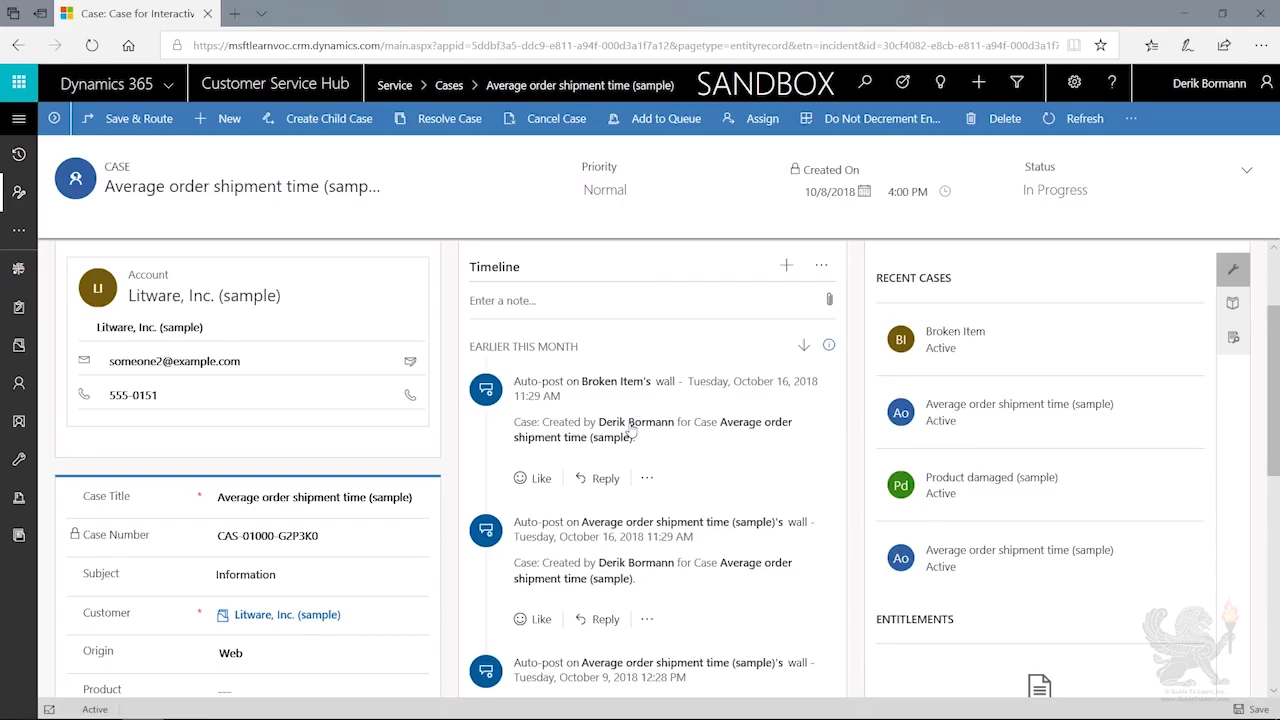 Case: Case for Interactiv
https://msftlearnvoc.crm.dynamics.com/main.aspx?appid=5ddbf3a5-ddc9-e811-a94f-000d3a1f7a12&pagetype=entityrecord&etn=incident&id=30cf4082-e8cb-e811-a94f-000d3a1f7
Dynamics 365
Customer Service Hub
Service > Cases > Average order shipment time (sample)
SANDBOX
Derik Bormann
Save & Route
New
Create Child Case
Resolve Case
Cancel Case
Add to Queue
Assign
Do Not Decrement En...
Delete
Refresh
CASE
Average order shipment time (samp...
Priority
Normal
Created On
10/8/2018
4:00 PM
Status
In Progress
Account
LI
Litware, Inc. (sample)
Litware, Inc. (sample)
someone2@example.com
555-0151
Case Title * Average order shipment time (sample)
Case Number CAS-01000-G2P3K0
Subject Information
Customer * Litware, Inc. (sample)
Origin Web
Product ---
Timeline
Enter a note...
EARLIER THIS MONTH
Auto-post on Broken Item's wall - Tuesday, October 16, 2018
11:29 AM
Case: Created by Derik Bormann for Case Average order
shipment time (sample).
Like
Reply
Auto-post on Average order shipment time (sample)'s wall -
Tuesday, October 16, 2018 11:29 AM
Case: Created by Derik Bormann for Case Average order
shipment time (sample).
Like
Reply
Auto-post on Average order shipment time (sample)'s wall -
Tuesday, October 9, 2018 12:28 PM
RECENT CASES
BI
Broken Item
Active
Ao
Average order shipment time (sample)
Active
Pd
Product damaged (sample)
Active
Ao
Average order shipment time (sample)
Active
ENTITLEMENTS
Active
Save